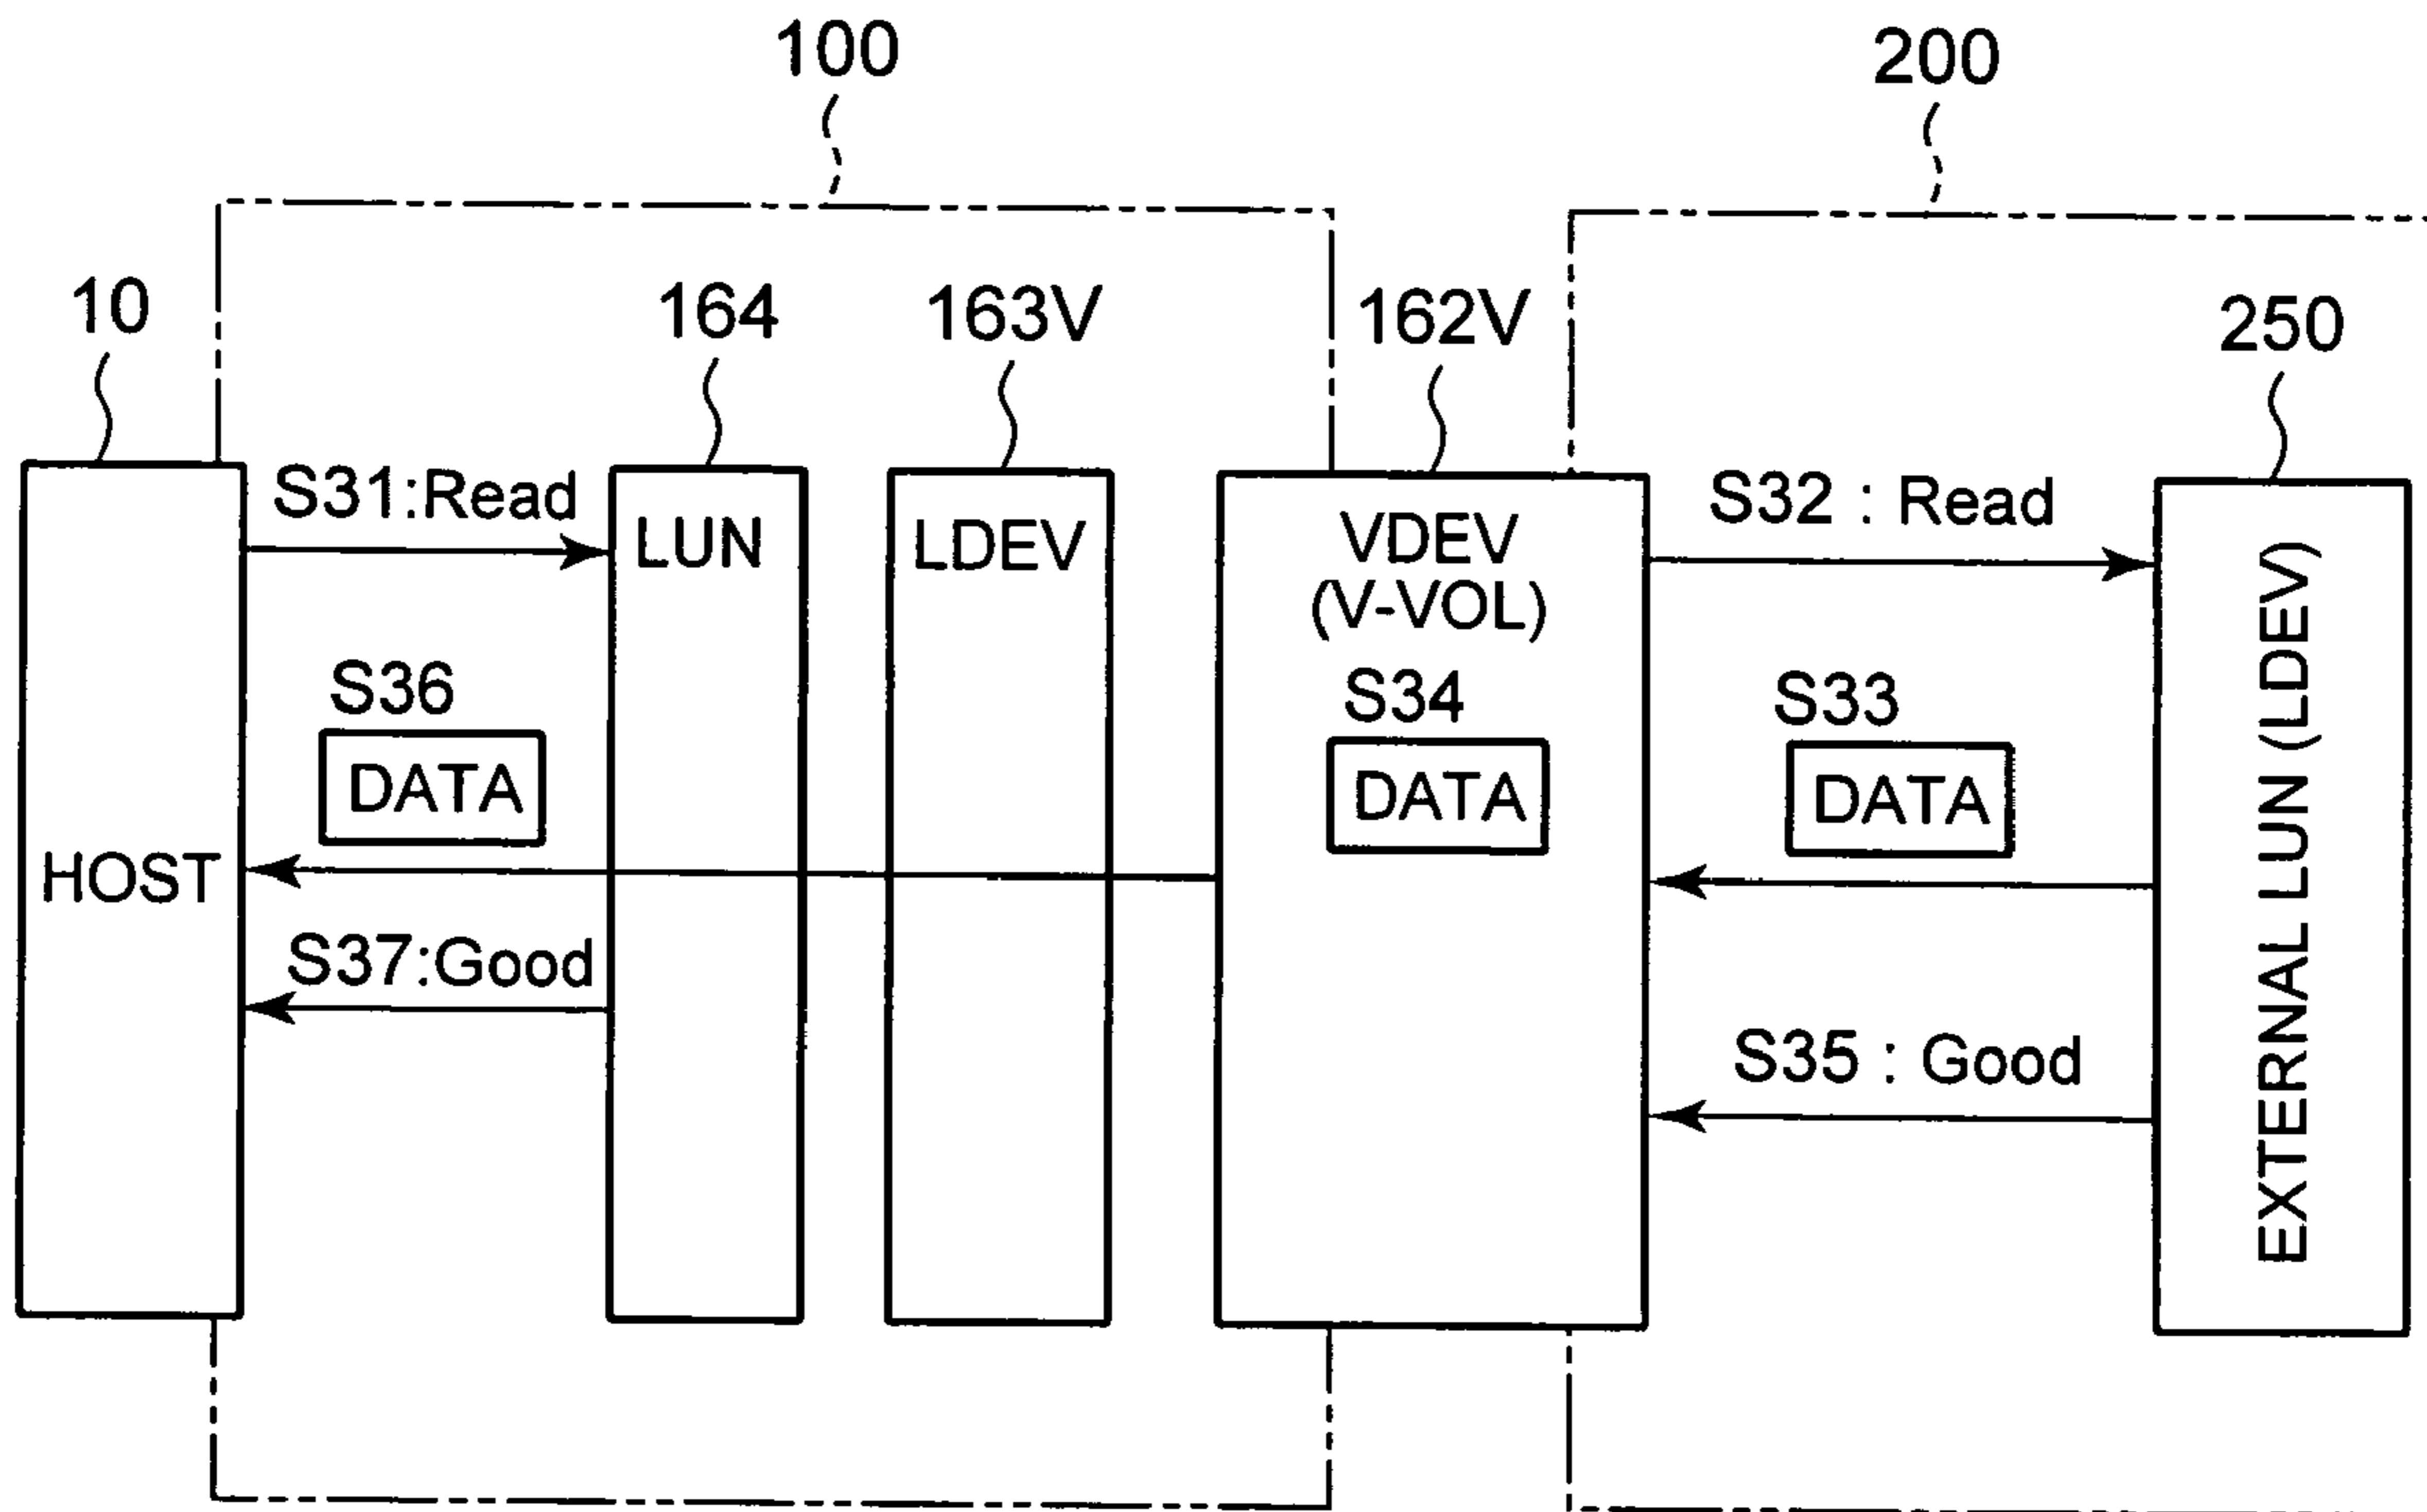 100
200
10
164
163V
162V
250
S31:Read
LUN
LDEV
VDEV
(V-VOL)
S32 : Read
S36
DATA
S34
DATA
S33
DATA
HOST
S37:Good
S35 : Good
EXTERNAL LUN (LDEV)